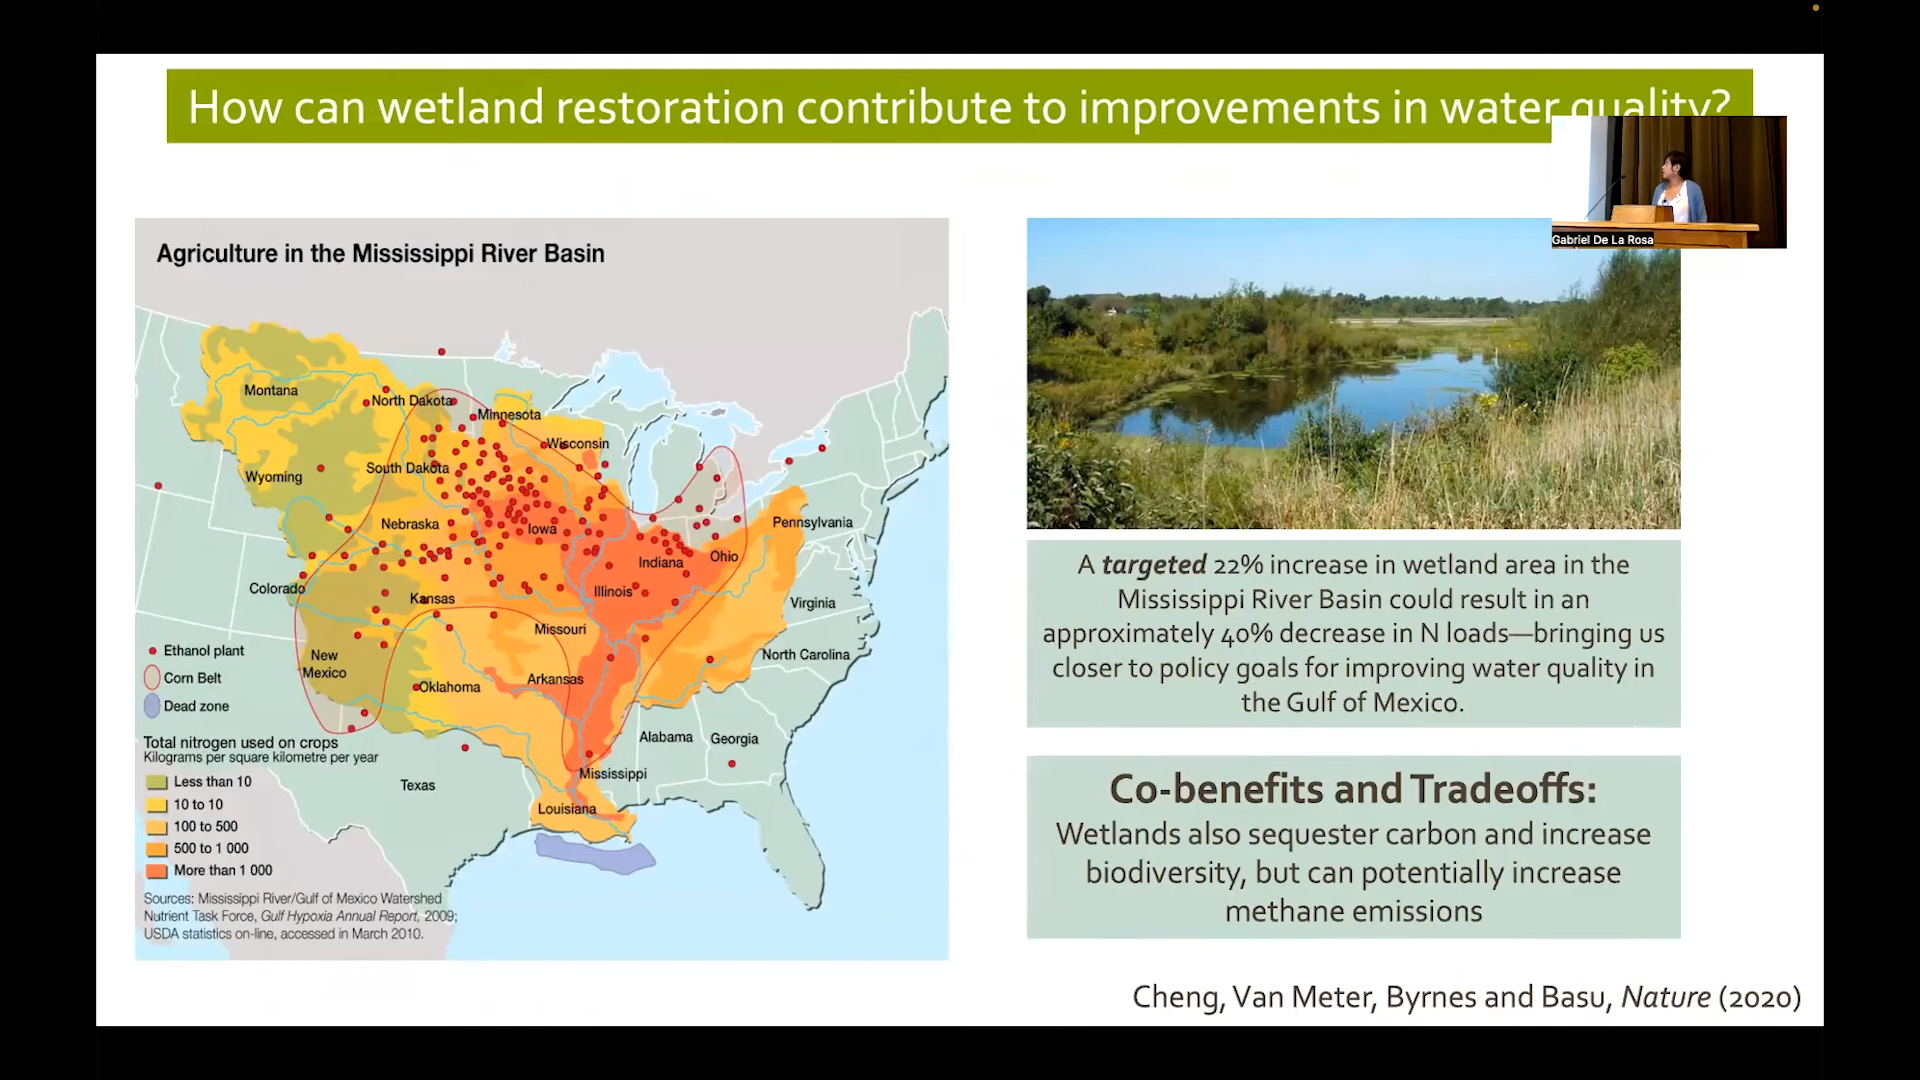 How can wetland restoration contribute to improvements in water quality?
Gabriel De La Rosa
Agriculture in the Mississippi River Basin
Montana
North Dakota
Minnesota
Wisconsin
South Dakota
Wyoming
Nebraska
Iowa
Pennsylvania
Ohio
Indiana
Illinois
Colorado
Kansas
Virginia
Missouri
North Carolina
New
Mexico
Oklahoma
Arkansas
Alabama
Georgia
Mississippi
Texas
Louisiana
Ethanol plant
Corn Belt
Dead zone
Total nitrogen used on crops
Kilograms per square kilometre per year
Less than 10
10 to 10
100 to 500
500 to 1 000
More than 1 000
Sources: Mississippi River/Gulf of Mexico Watershed
Nutrient Task Force, Gulf Hypoxia Annual Report, 2009;
USDA statistics on-line, accessed in March 2010.
A targeted 22% increase in wetland area in the
Mississippi River Basin could result in an
approximately 40% decrease in N loads—bringing us
closer to policy goals for improving water quality in
the Gulf of Mexico.
Co-benefits and Tradeoffs:
Wetlands also sequester carbon and increase
biodiversity, but can potentially increase
methane emissions
Cheng, Van Meter, Byrnes and Basu, Nature (2020)